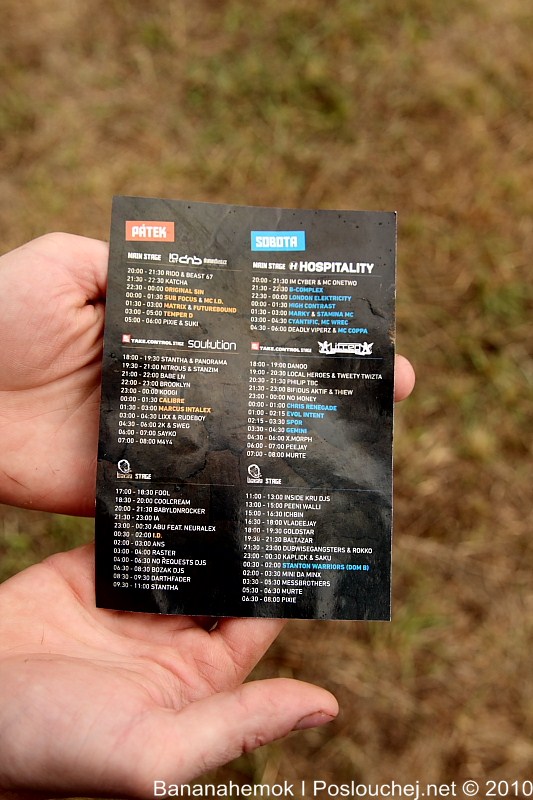 PÁTEK
MAIN STAGE dnb
20:00 - 21:30 RIDO & BEAST 67
21:30 - 22:30 KATCHA
22:30 - 00:00 ORIGINAL SIN
00:00 - 01:30 SUB FOCUS & MC I.D.
01:30 - 03:00 MATRIX & FUTUREBOUND
03:00 - 05:00 TEMPER D
05:00 - 06:00 PIXIE & SUKI
TAKE.CONTROL STAGE soulution
18:00 - 19:30 STANTHA & PANORAMA
19:30 - 21:00 NITROUS & STANZIM
21:00 - 22:00 BABE LN
22:00 - 23:00 BROOKLYN
23:00 - 00:00 KOOGI
00:00 - 01:30 CALIBRE
01:30 - 03:00 MARCUS INTALEX
03:00 - 04:30 LIXX & RUDEBOY
04:30 - 06:00 2K & SWEG
06:00 - 07:00 SAYKO
07:00 - 08:00 M4Y4
STAGE
17:00 - 18:30 FOOL
18:30 - 20:00 COOLCREAM
20:00 - 21:30 BABYLONROCKER
21:30 - 23:00 IA
23:00 - 00:30 ABU FEAT. NEURALEX
00:30 - 02:00 I.D.
02:00 - 03:00 ANS
03:00 - 04:00 RASTER
04:00 - 06:30 NO REQUESTS DJS
06:30 - 08:30 BOZAK DJS
08:30 - 09:30 DARTHFADER
09:30 - 11:00 STANTHA
SOBOTA
MAIN STAGE H HOSPITALITY
20:00 - 21:30 IM CYBER & MC ONETWO
21:30 - 22:30 B-COMPLEX
22:30 - 00:00 LONDON ELEKTRICITY
00:00 - 01:30 HIGH CONTRAST
01:30 - 03:00 MARKY & STAMINA MC
03:00 - 04:30 CYANTIFIC, MC WREC
04:30 - 06:00 DEADLY VIPERZ & MC COPPA
TAKE.CONTROL STAGE
18:00 - 19:00 DANOO
19:00 - 20:30 LOCAL HEROES & TWEETY TWIZTA
20:30 - 21:30 PHILIP TBC
21:30 - 23:00 BIFIDUS AKTIF & THIEW
23:00 - 00:00 NO MONEY
00:00 - 01:00 CHRIS RENEGADE
01:00 - 02:15 EVOL INTENT
02:15 - 03:30 SPOR
03:30 - 04:30 GEMINI
04:30 - 06:00 X.MORPH
06:00 - 07:00 PEEJAY
07:00 - 08:00 MURTE
STAGE
11:00 - 13:00 INSIDE KRU DJS
13:00 - 15:00 PEENI WALLI
15:00 - 16:30 ICHBIN
16:30 - 18:00 VLADEEJAY
18:00 - 19:30 GOLDSTAR
19:30 - 21:30 BALTAZAR
21:30 - 23:00 DUBWISEGANGSTERS & ROKKO
23:00 - 00:30 KAPLICK & SAKU
00:30 - 02:00 STANTON WARRIORS (DOM B)
02:00 - 03:30 MINI DA MINX
03:30 - 05:30 MESSBROTHERS
05:30 - 06:30 MURTE
06:30 - 08:00 PIXIE
Bananahemok | Poslouchej.net © 2010